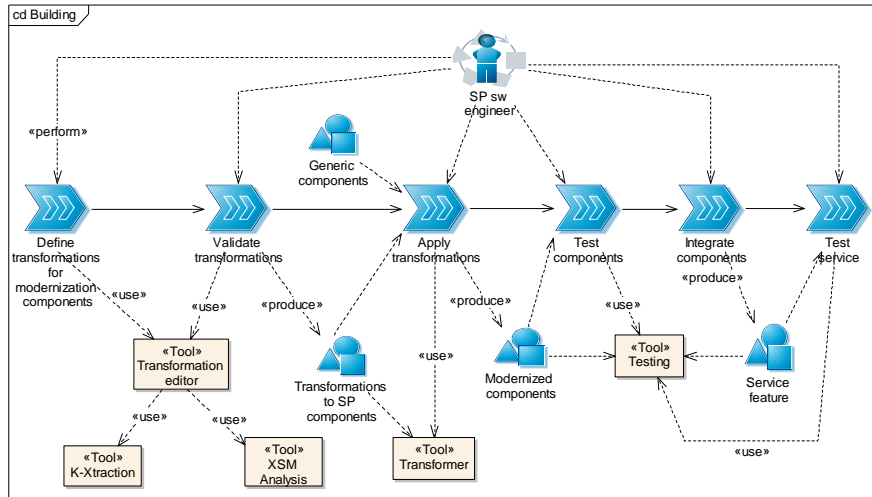 cd Building
SP sw
engineer
«perform»
Generic
components
Define
transformations
for
modernization
components
Validate
transformations
Apply
transformations
Test
components
Integrate
components
Test
service
«use»
«use»
«produce»
«produce»
«use»
«produce»
«use»
«Tool»
Transformation
editor
Transformations
to SP
components
Modernized
components
«Tool»
Testing
Service
feature
«use»
«use»
«use»
«Tool»
K-Xtraction
«Tool»
XSM
Analysis
«Tool»
Transformer